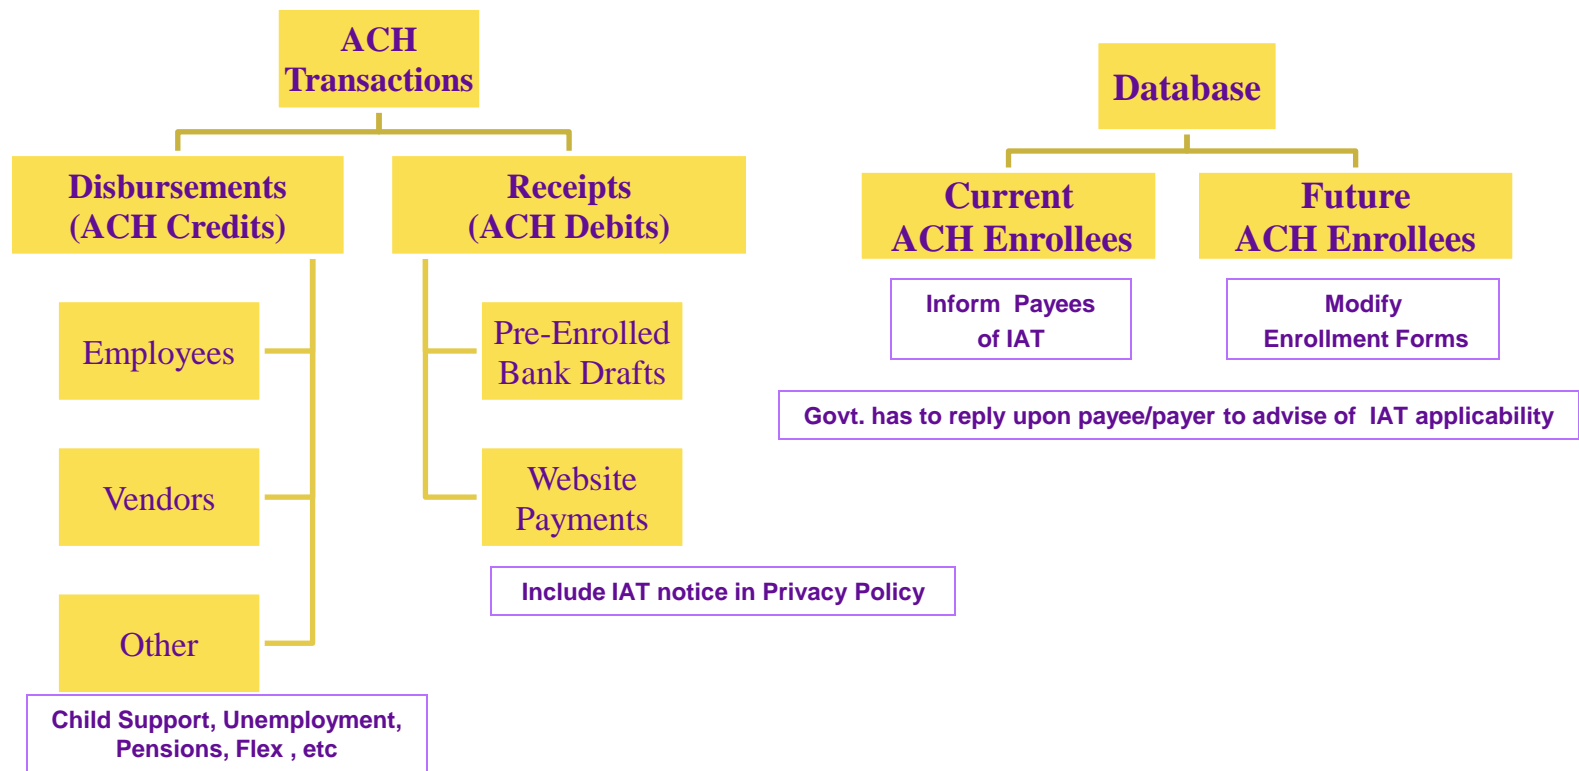 ACH
Transactions
Disbursements
(ACH Credits)
Receipts
(ACH Debits)
Employees
Vendors
Other
Child Support, Unemployment,
Pensions, Flex , etc
Pre-Enrolled
Bank Drafts
Website
Payments
Include IAT notice in Privacy Policy
Database
Current
ACH Enrollees
Future
ACH Enrollees
Inform Payees
of IAT
Modify
Enrollment Forms
Govt. has to reply upon payee/payer to advise of IAT applicability